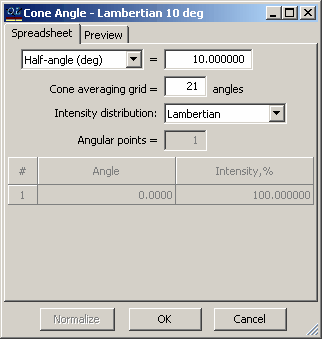 OL Cone Angle - Lambertian 10 deg
Spreadsheet Preview
Half-angle (deg) = 10.000000
Cone averaging grid = 21 angles
Intensity distribution: Lambertian
Angular points = 1
# Angle Intensity,%
1 0.0000 100.000000
Normalize OK Cancel